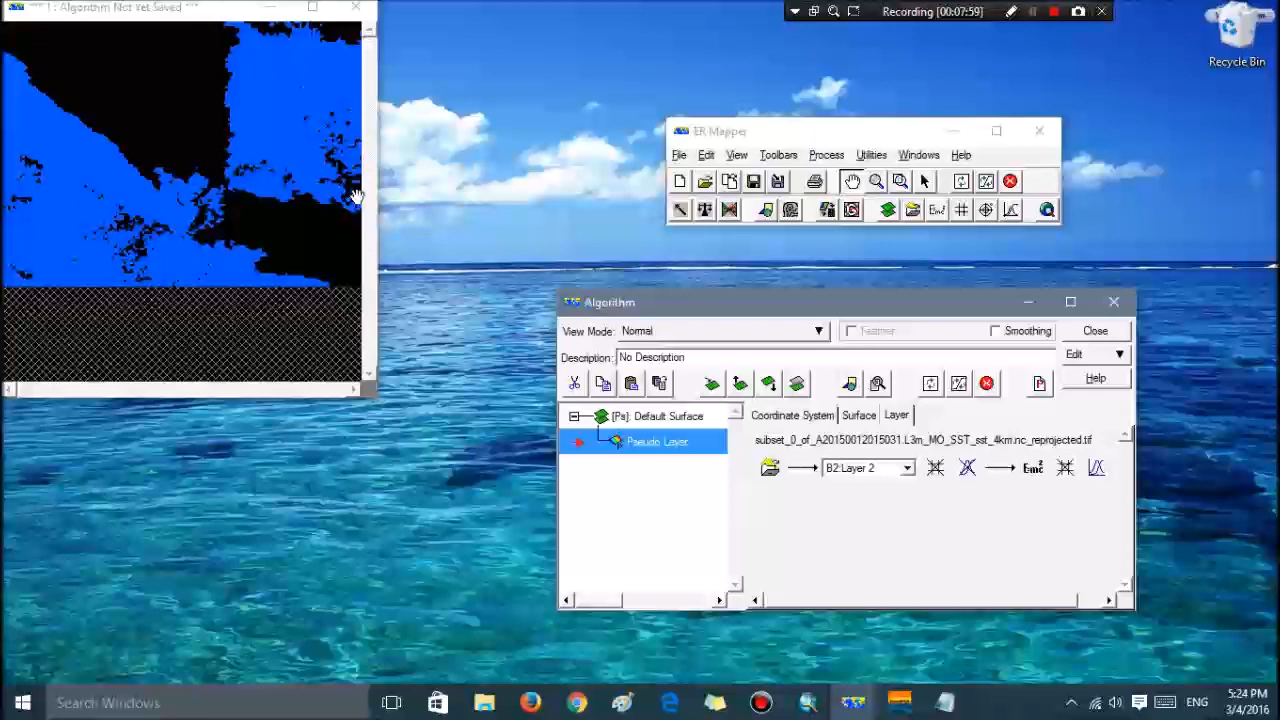 *** 1 : Algorithm Not Yet Saved ***
Recording [00:07:59]
Recycle Bin
ER Mapper
File Edit View Toolbars Process Utilities Windows Help
Algorithm
View Mode: Normal
Smoothing
Close
Description: No Description
Edit
Help
[Ps]: Default Surface
Coordinate System Surface Layer
Pseudo Layer
subset_0_of_A20150012015031.L3m_MO_SST_sst_4km.nc_reprojected.tif
B2:Layer 2
Emc²
Search Windows
ENG
5:24 PM
3/4/2016